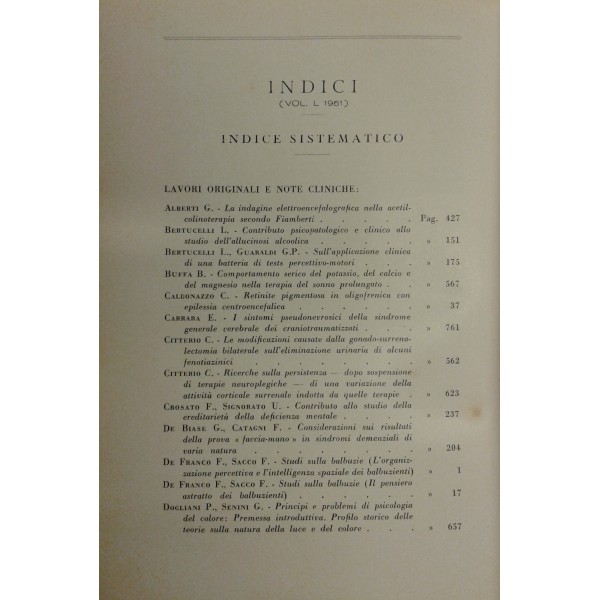 INDICI
(VOL. L 1961)
INDICE SISTEMATICO
LAVORI ORIGINALI E NOTE CLINICHE:
ALBERTI G. - La indagine elettroencefalografica nella acetil-
colinoterapia secondo Fiamberti . . . . . Pag. 427
BERTUCELLI L. - Contributo psicopatologico e clinico allo
studio dell'allucinosi alcoolica . . . . . » 151
BERTUCELLI L., GUARALDI G.P. - Sull'applicazione clinica
di una batteria di tests percettivo-motori . . . » 175
BUFFA B. - Comportamento serico del potassio, del calcio e
del magnesio nella terapia del sonno prolungato . » 567
CALDONAZZO C. - Retinite pigmentosa in oligofrenica con
epilessia centroencefalica . . . . . » 37
CARRARA E. - I sintomi pseudonevrosici della sindrome
generale verebrale dei craniotraumatizzati . . . » 761
CITTERIO C. - Le modificazioni causate dalla gonado-surrena-
lectomia bilaterale sull'eliminazione urinaria di alcuni
fenotiazinici . . . . . . » 562
CITTERIO C. - Ricerche sulla persistenza — dopo sospensione
di terapie neuroplegiche — di una variazione della
attività corticale surrenale indotta da quelle terapie . » 623
CROSATO F., SIGNORATO U. - Contributo allo studio della
ereditarietà della deficienza mentale . . . . » 237
DE BIASE G., CATAGNI F. - Considerazioni sui risultati
della prova « faccia-mano » in sindromi demenziali di
varia natura . . . . . . » 204
DE FRANCO F., SACCO F. - Studi sulla balbuzie (L'organiz-
zazione percettiva e l'intelligenza spaziale dei balbuzienti) » 1
DE FRANCO F., SACCO F. - Studi sulla balbuzie (Il pensiero
astratto dei balbuzienti) . . . . . . » 17
DOGLIANI P., SENINI G. - Principi e problemi di psicologia
del colore; Premessa introduttiva. Profilo storico delle
teorie sulla natura della luce e del colore . . . » 657